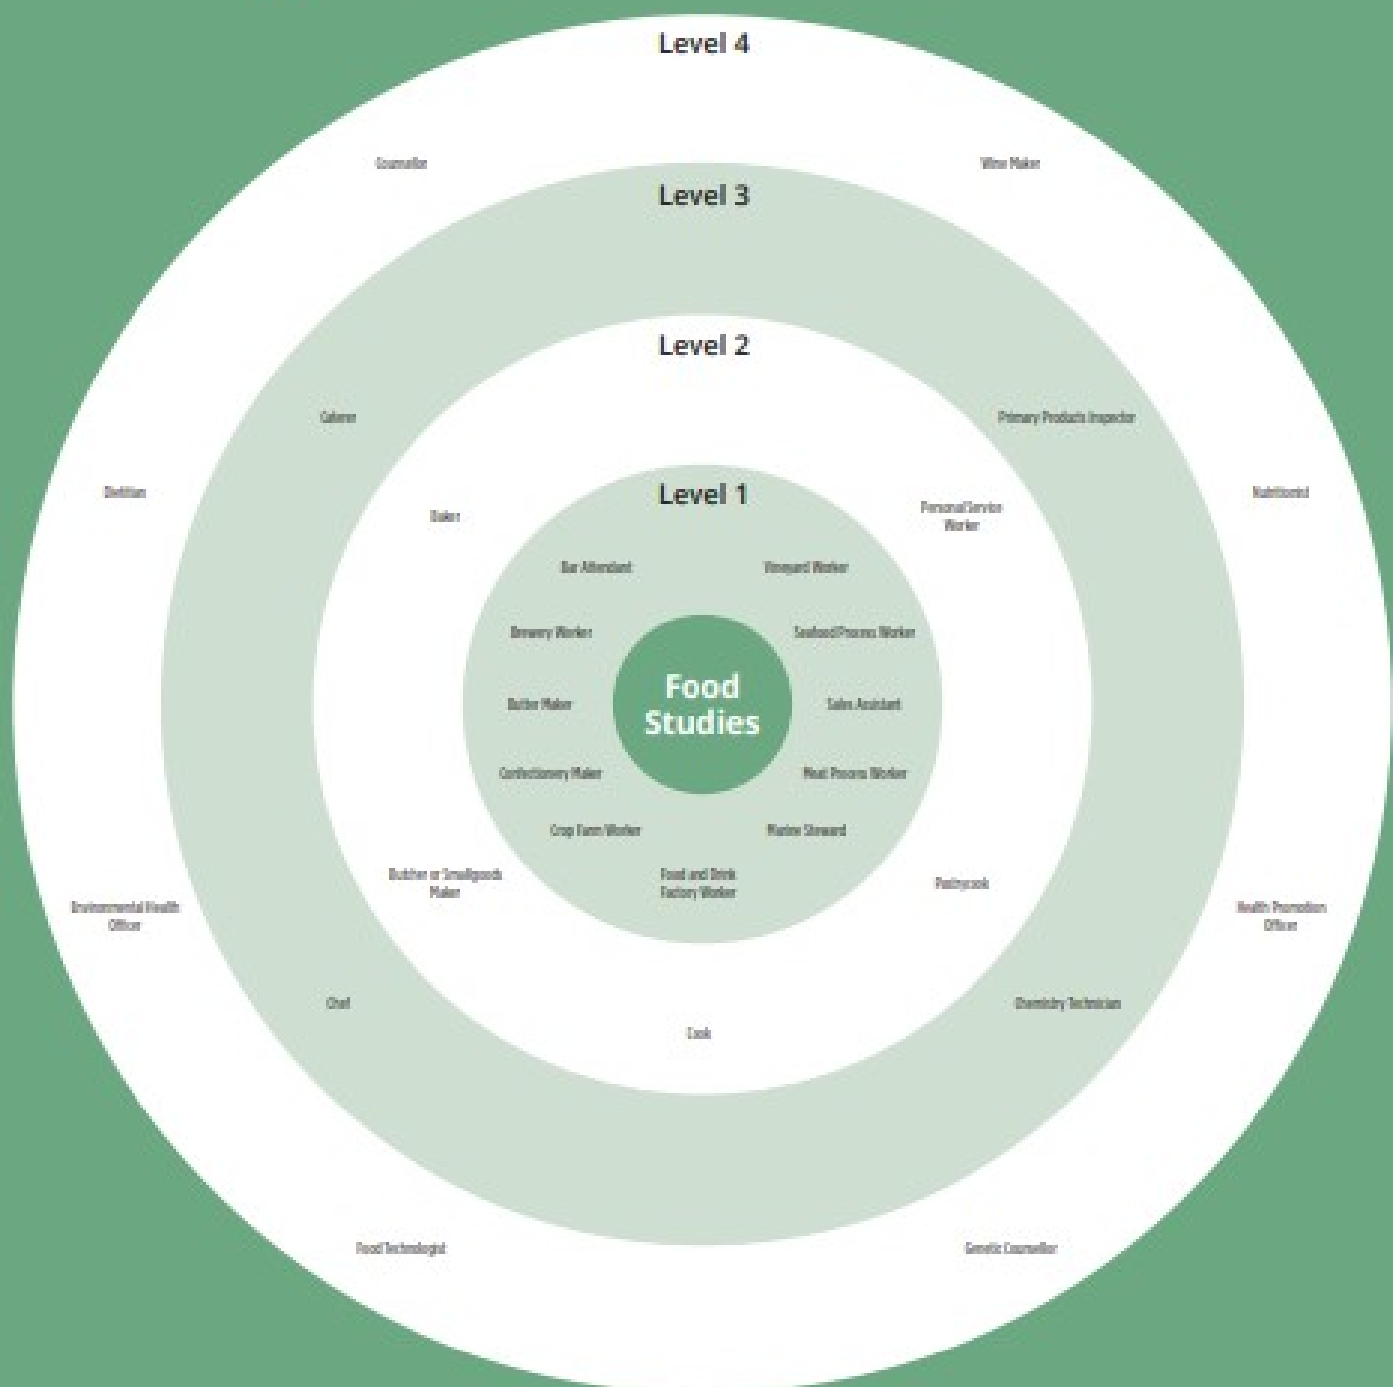 Level 4
Counsellor
Wine Maker
Level 3
Level 2
Caterer
Primary Products Inspector
Dietitian
Nutritionist
Level 1
Baker
Personal Service
Worker
Bar Attendant
Vineyard Worker
Brewery Worker
Seafood Process Worker
Food
Studies
Butter Maker
Sales Assistant
Confectionery Maker
Meat Process Worker
Crop Farm Worker
Marine Steward
Food and Drink
Factory Worker
Butcher or Smallgoods
Maker
Pastrycook
Environmental Health
Officer
Health Promotion
Officer
Chef
Chemistry Technician
Cook
Food Technologist
Genetic Counsellor